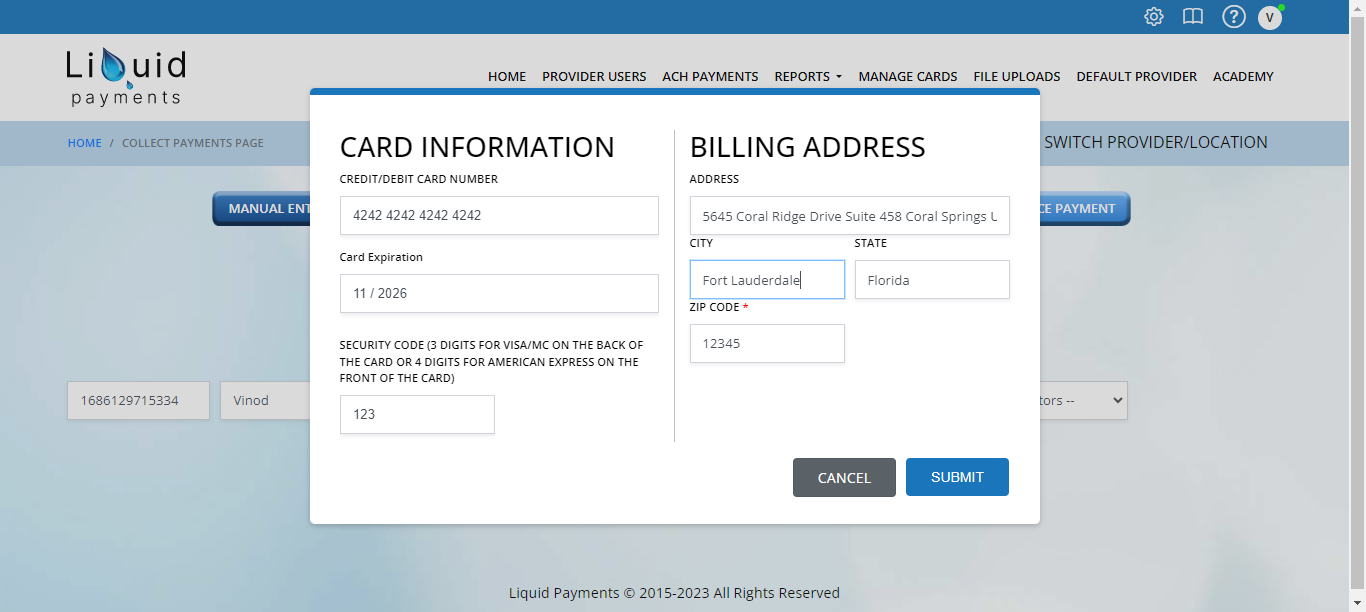 ?
V
Liquid
payments
HOME PROVIDER USERS ACH PAYMENTS REPORTS MANAGE CARDS FILE UPLOADS DEFAULT PROVIDER ACADEMY
HOME / COLLECT PAYMENTS PAGE
SWITCH PROVIDER/LOCATION
MANUAL ENT
CE PAYMENT
CARD INFORMATION
CREDIT/DEBIT CARD NUMBER
4242 4242 4242 4242
Card Expiration
11 / 2026
SECURITY CODE (3 DIGITS FOR VISA/MC ON THE BACK OF
THE CARD OR 4 DIGITS FOR AMERICAN EXPRESS ON THE
FRONT OF THE CARD)
123
BILLING ADDRESS
ADDRESS
5645 Coral Ridge Drive Suite 458 Coral Springs U
CITY STATE
Fort Lauderdale Florida
ZIP CODE *
12345
CANCEL SUBMIT
1686129715334 Vinod
tors --
Liquid Payments © 2015-2023 All Rights Reserved